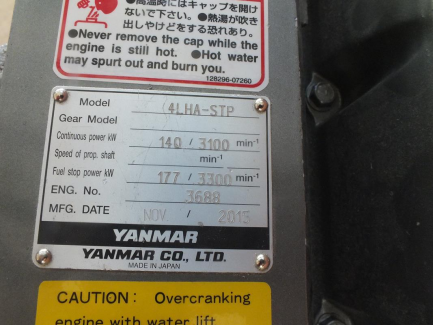 ●高温時にはキャップを開け
ないで下さい。●熱湯が吹き
出しやけどをする恐れあり。
●Never remove the cap while the
engine is still hot. ●Hot water
may spurt out and burn you.
128296-07260
Model 4LHA-STP
Gear Model
Continuous power kW 140 / 3100 min⁻¹
Speed of prop. shaft min⁻¹
Fuel stop power kW 177 / 3300 min⁻¹
ENG. No. 3688
MFG. DATE NOV / 2013
YANMAR
YANMAR CO., LTD.
MADE IN JAPAN
CAUTION: Overcranking
engine with water lift